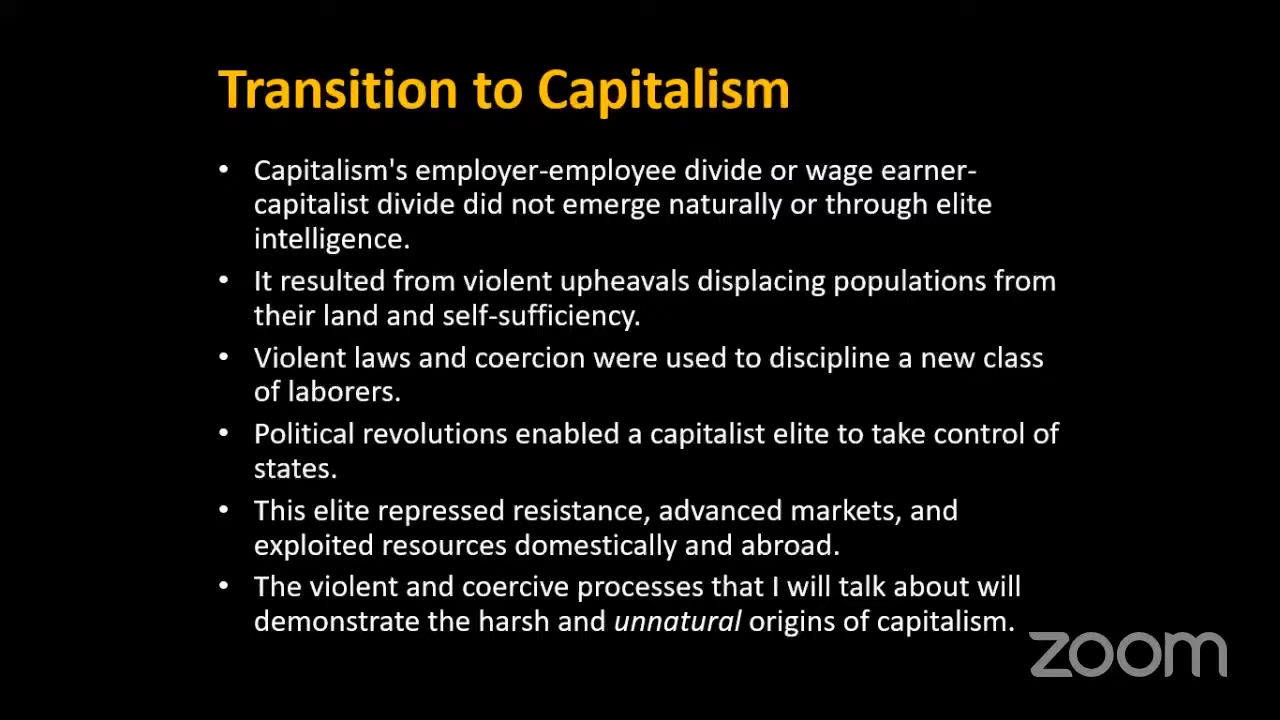 Transition to Capitalism
• Capitalism's employer-employee divide or wage earner-
capitalist divide did not emerge naturally or through elite
intelligence.
• It resulted from violent upheavals displacing populations from
their land and self-sufficiency.
• Violent laws and coercion were used to discipline a new class
of laborers.
• Political revolutions enabled a capitalist elite to take control of
states.
• This elite repressed resistance, advanced markets, and
exploited resources domestically and abroad.
• The violent and coercive processes that I will talk about will
demonstrate the harsh and unnatural origins of capitalism.
zoom